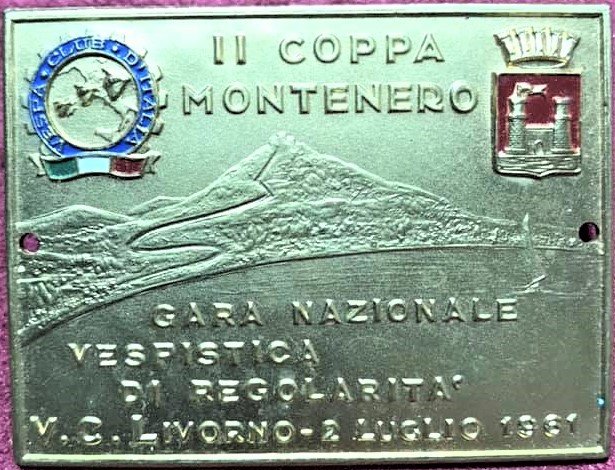 VESPA · CLUB · D'ITALIA
II COPPA
MONTENERO
GARA NAZIONALE
VESPISTICA
DI REGOLARITA'
V.C. LIVORNO-2 LUGLIO 1961